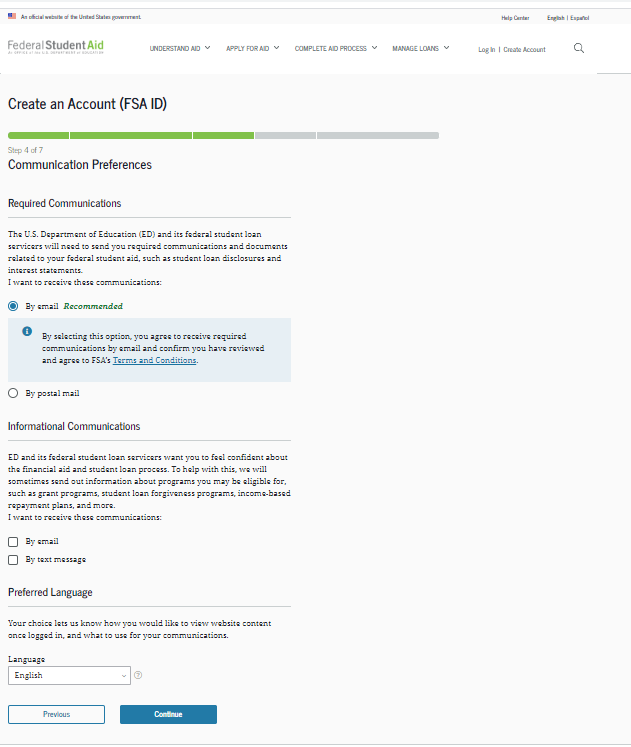 An official website of the United States government.
Help Center English | Español
Federal Student Aid
AN OFFICE of the U.S. DEPARTMENT of EDUCATION
UNDERSTAND AID APPLY FOR AID COMPLETE AID PROCESS MANAGE LOANS Log In | Create Account
Create an Account (FSA ID)
Step 4 of 7
Communication Preferences
Required Communications
The U.S. Department of Education (ED) and its federal student loan
servicers will need to send you required communications and documents
related to your federal student aid, such as student loan disclosures and
interest statements.
I want to receive these communications:
By email Recommended
By selecting this option, you agree to receive required
communications by email and confirm you have reviewed
and agree to FSA's Terms and Conditions.
By postal mail
Informational Communications
ED and its federal student loan servicers want you to feel confident about
the financial aid and student loan process. To help with this, we will
sometimes send out information about programs you may be eligible for,
such as grant programs, student loan forgiveness programs, income-based
repayment plans, and more.
I want to receive these communications:
By email
By text message
Preferred Language
Your choice lets us know how you would like to view website content
once logged in, and what to use for your communications.
Language
English
Previous Continue